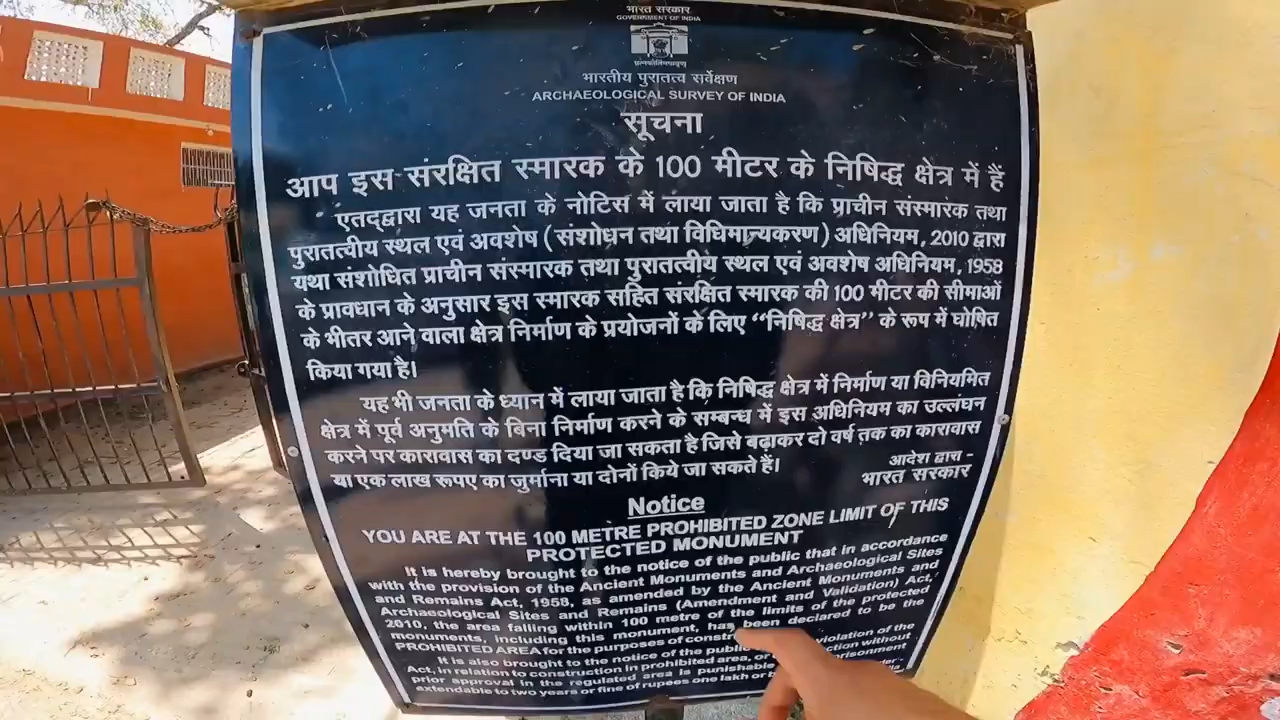 भारत सरकार
GOVERNMENT OF INDIA
भारतीय पुरातत्व सर्वेक्षण
ARCHAEOLOGICAL SURVEY OF INDIA
सूचना
आप इस संरक्षित स्मारक के 100 मीटर के निषिद्ध क्षेत्र में हैं
एतद्द्वारा यह जनता के नोटिस में लाया जाता है कि प्राचीन संस्मारक तथा
पुरातत्वीय स्थल एवं अवशेष (संशोधन तथा विधिमान्यकरण) अधिनियम, 2010 द्वारा
यथा संशोधित प्राचीन संस्मारक तथा पुरातत्वीय स्थल एवं अवशेष अधिनियम, 1958
के प्रावधान के अनुसार इस स्मारक सहित संरक्षित स्मारक की 100 मीटर की सीमाओं
के भीतर आने वाला क्षेत्र निर्माण के प्रयोजनों के लिए “निषिद्ध क्षेत्र” के रूप में घोषित
किया गया है।
यह भी जनता के ध्यान में लाया जाता है कि निषिद्ध क्षेत्र में निर्माण या विनियमित
क्षेत्र में पूर्व अनुमति के बिना निर्माण करने के सम्बन्ध में इस अधिनियम का उल्लंघन
करने पर कारावास का दण्ड दिया जा सकता है जिसे बढ़ाकर दो वर्ष तक का कारावास
या एक लाख रूपए का जुर्माना या दोनों किये जा सकते हैं।
आदेश द्वारा -
भारत सरकार
Notice
YOU ARE AT THE 100 METRE PROHIBITED ZONE LIMIT OF THIS
PROTECTED MONUMENT
It is hereby brought to the notice of the public that in accordance
with the provision of the Ancient Monuments and Archaeological Sites
and Remains Act, 1958, as amended by the Ancient Monuments and
Archaeological Sites and Remains (Amendment and Validation) Act,
2010, the area falling within 100 metre of the limits of the protected
monuments, including this monument, has been declared to be the
PROHIBITED AREA for the purposes of
It is also brought to the notice of the public violation of the
Act, in relation to construction in prohibited area, or without
prior approval in the regulated area is punishable
extendable to two years or fine of rupees one lakh or